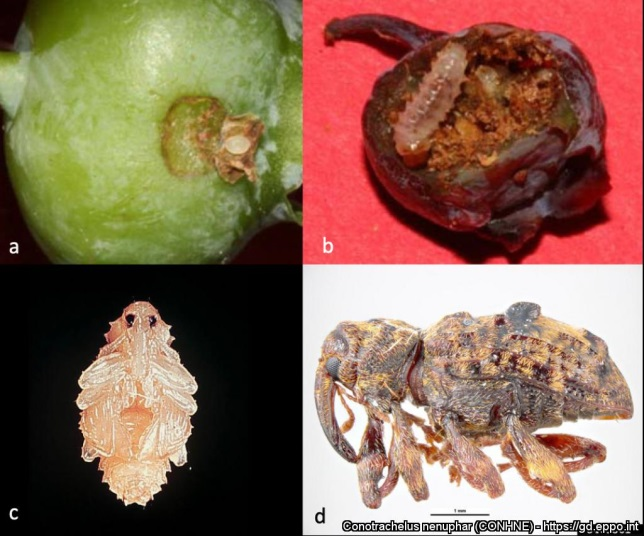 a
b
c
d
1 mm
Conotrachelus nenuphar (CONHNE) - https://gd.eppo.int